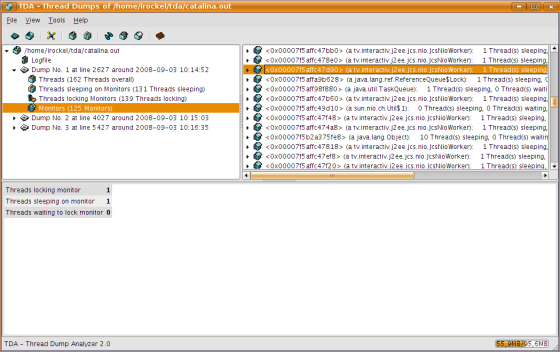 TDA - Thread Dumps of /home/irockel/tda/catalina.out
File View Tools Help
/home/irockel/tda/catalina.out
Logfile
Dump No. 1 at line 2627 around 2008-09-03 10:14:52
Threads (162 Threads overall)
Threads sleeping on Monitors (131 Threads sleeping)
Threads locking Monitors (139 Threads locking)
Monitors (125 Monitors)
Dump No. 2 at line 4027 around 2008-09-03 10:15:03
Dump No. 3 at line 5427 around 2008-09-03 10:16:35
<0x00007f5affc47bb0> (a tv.interactiv.j2ee.jcs.nio.JcsNioWorker): 1 Thread(s) sleeping,
<0x00007f5affc478e0> (a tv.interactiv.j2ee.jcs.nio.JcsNioWorker): 1 Thread(s) sleeping,
<0x00007f5affc47d90> (a tv.interactiv.j2ee.jcs.nio.JcsNioWorker): 1 Thread(s) sleeping,
<0x00007f5affa9b628> (a java.lang.ref.ReferenceQueue$Lock): 1 Thread(s) sleeping, 0
<0x00007f5af98f880> (a java.util.TaskQueue): 1 Thread(s) sleeping, 0 Thread(s) waitin
<0x00007f5affc47b60> (a tv.interactiv.j2ee.jcs.nio.JcsNioWorker): 1 Thread(s) sleeping,
<0x00007f5affc49d10> (a sun.nio.ch.Util$1): 0 Thread(s) sleeping, 0 Thread(s) waiting
<0x00007f5affc47f48> (a tv.interactiv.j2ee.jcs.nio.JcsNioWorker): 1 Thread(s) sleeping,
<0x00007f5affc474a8> (a tv.interactiv.j2ee.jcs.nio.JcsNioWorker): 1 Thread(s) sleeping,
<0x00007f5b2a375fe8> (a java.lang.Object): 10 Thread(s) sleeping, 0 Thread(s) waiting
<0x00007f5affc47818> (a tv.interactiv.j2ee.jcs.nio.JcsNioWorker): 1 Thread(s) sleeping,
<0x00007f5affc47ef8> (a tv.interactiv.j2ee.jcs.nio.JcsNioWorker): 1 Thread(s) sleeping,
<0x00007f5affc47f20> (a tv.interactiv.j2ee.jcs.nio.JcsNioWorker): 1 Thread(s) sleeping,
Threads locking monitor 1
Threads sleeping on monitor 1
Threads waiting to lock monitor 0
TDA - Thread Dump Analyzer 2.0
55,9MB/95,6MB